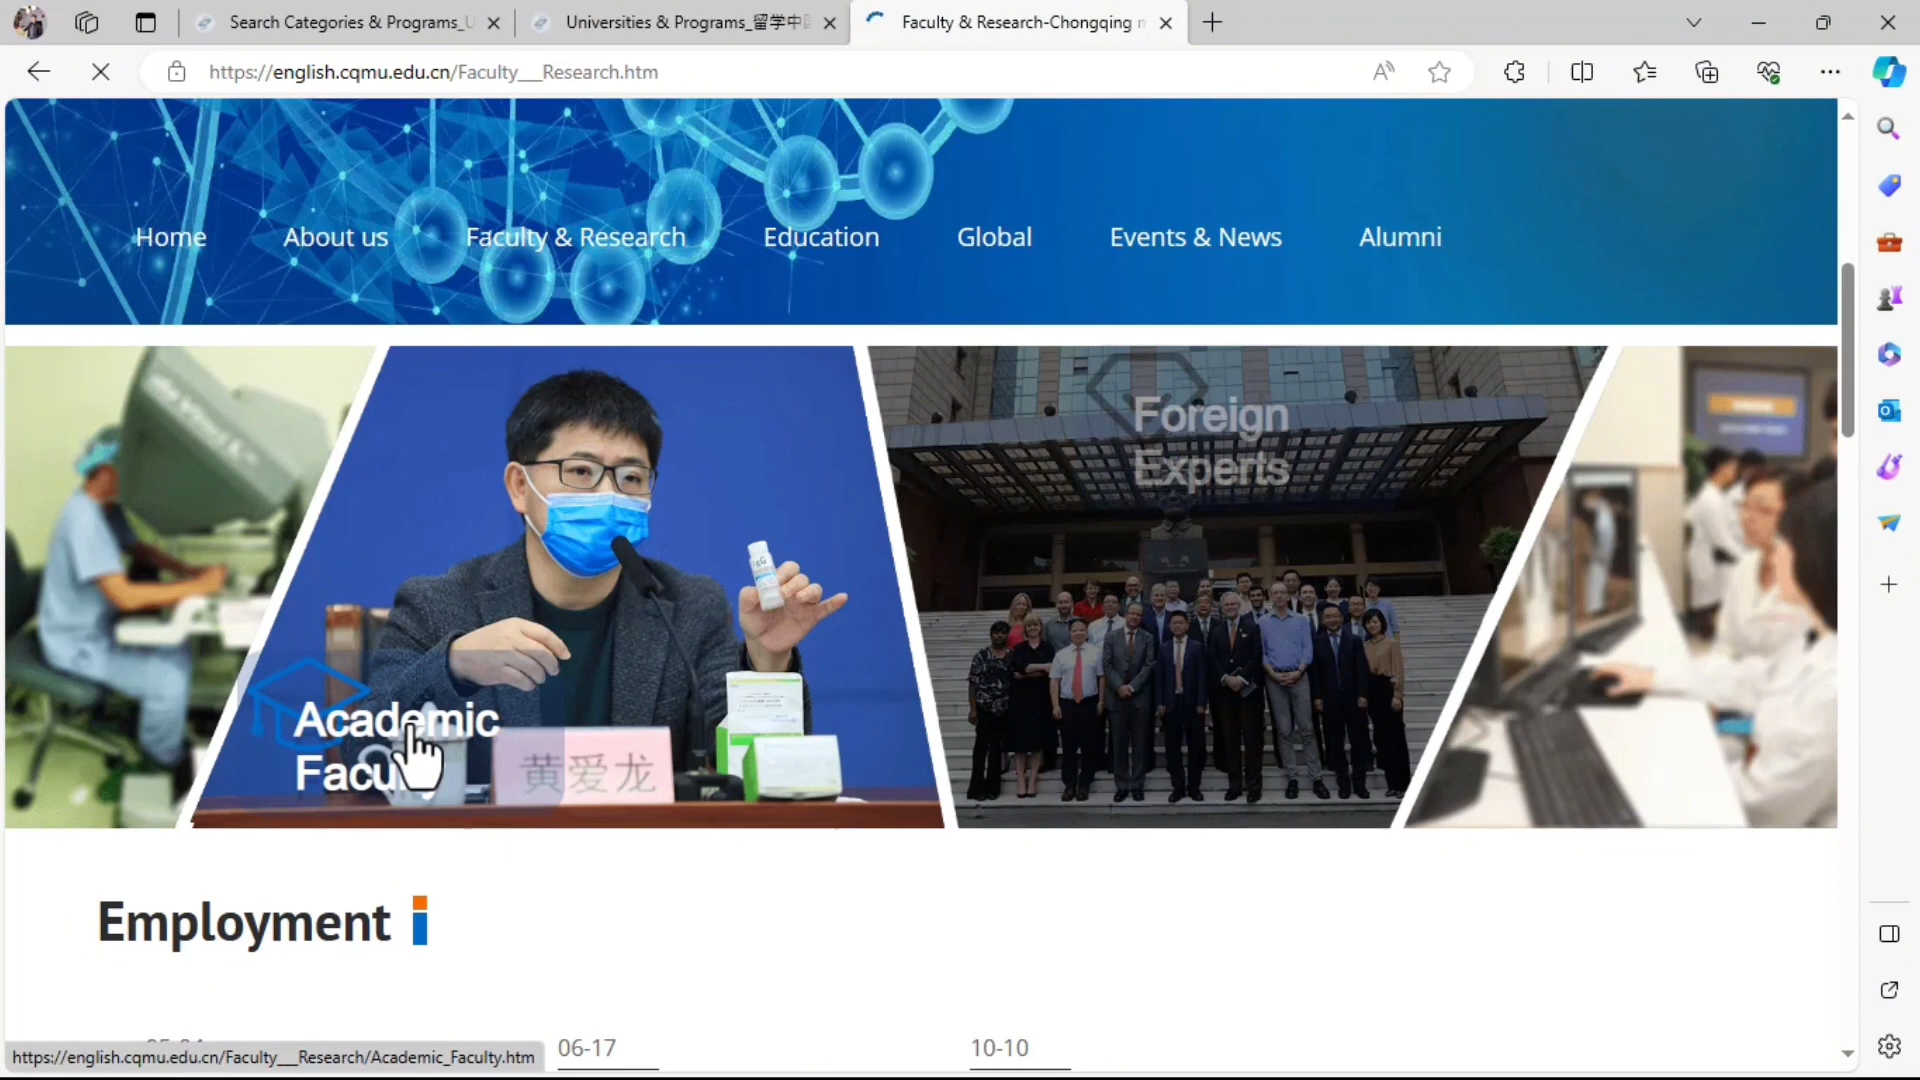 Search Categories & Programs_U
Universities & Programs_留学中国
Faculty & Research-Chongqing m
https://english.cqmu.edu.cn/Faculty__Research.htm
Home
About us
Faculty & Research
Education
Global
Events & News
Alumni
Foreign
Experts
Academic
黄爱龙
Employment
06-17
10-10
https://english.cqmu.edu.cn/Faculty__Research/Academic_Faculty.htm